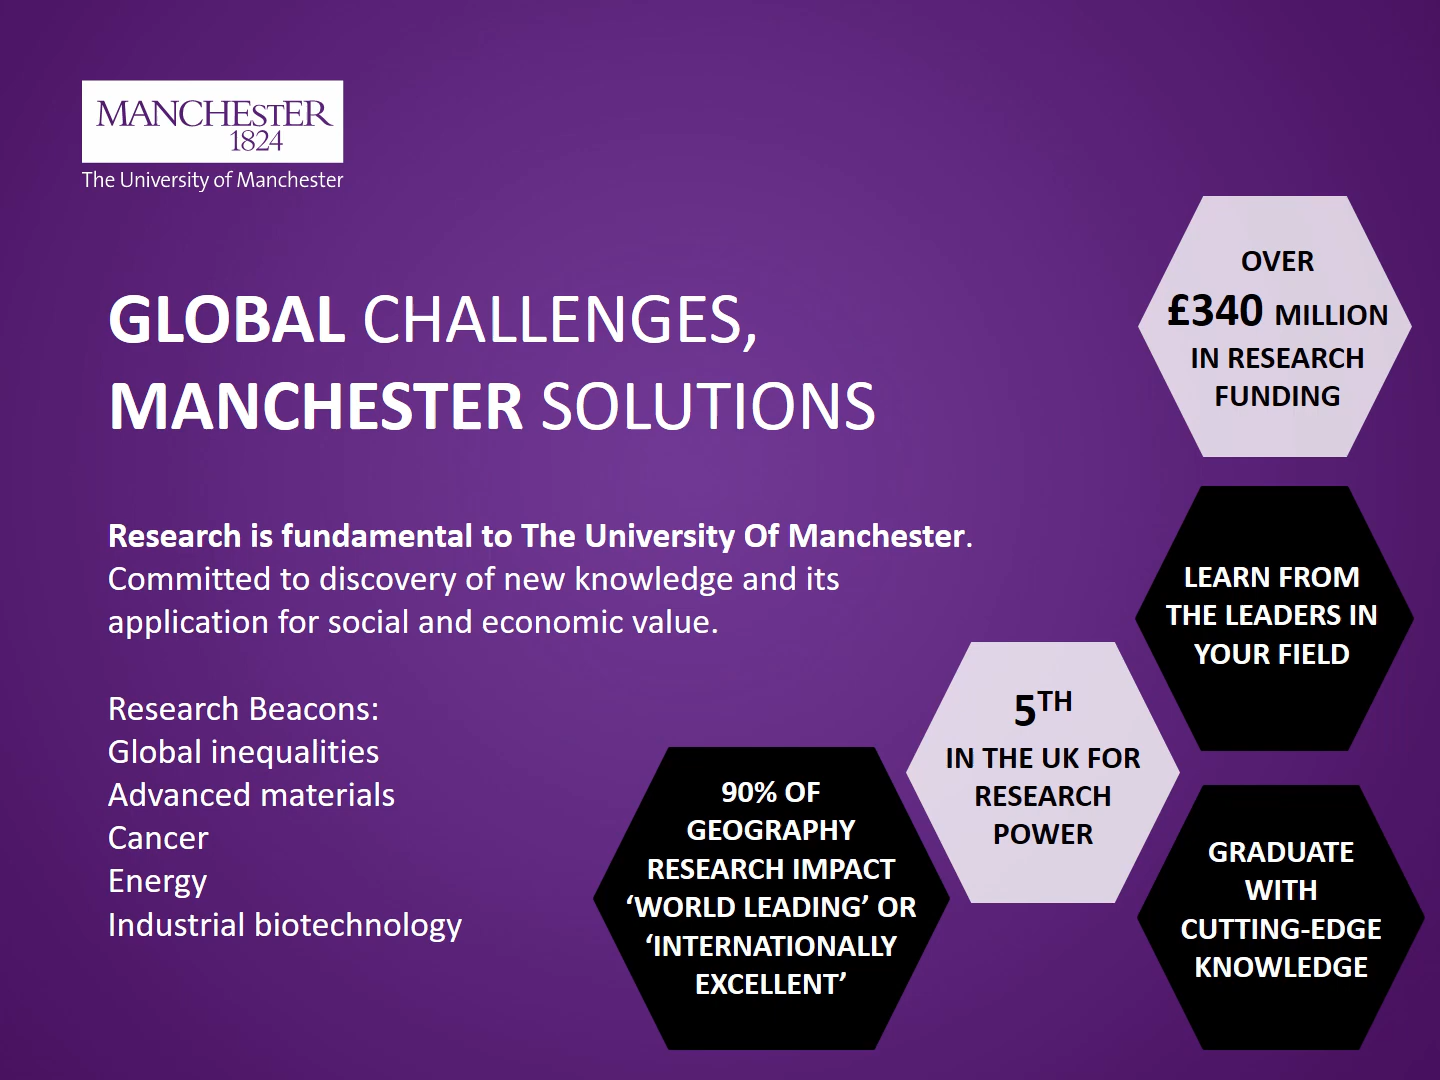 MANCHESTER
1824
The University of Manchester
GLOBAL CHALLENGES,
MANCHESTER SOLUTIONS
Research is fundamental to The University Of Manchester.
Committed to discovery of new knowledge and its
application for social and economic value.
Research Beacons:
Global inequalities
Advanced materials
Cancer
Energy
Industrial biotechnology
OVER
£340 MILLION
IN RESEARCH
FUNDING
LEARN FROM
THE LEADERS IN
YOUR FIELD
5TH
IN THE UK FOR
RESEARCH
POWER
90% OF
GEOGRAPHY
RESEARCH IMPACT
‘WORLD LEADING’ OR
‘INTERNATIONALLY
EXCELLENT’
GRADUATE
WITH
CUTTING-EDGE
KNOWLEDGE